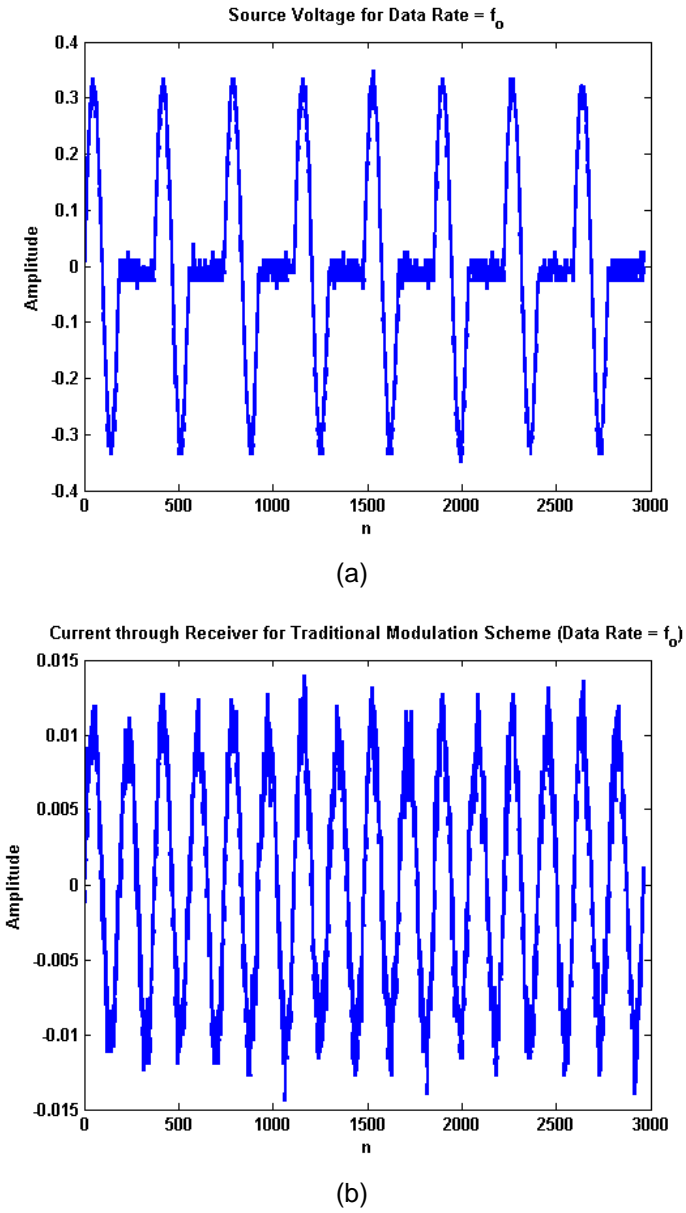 Source Voltage for Data Rate = fo
0.4
0.3
0.2
0.1
0
-0.1
-0.2
-0.3
-0.4
Amplitude
0 500 1000 1500 2000 2500 3000
n
(a)
Current through Receiver for Traditional Modulation Scheme (Data Rate = fo)
0.015
0.01
0.005
0
-0.005
-0.01
-0.015
Amplitude
0 500 1000 1500 2000 2500 3000
n
(b)